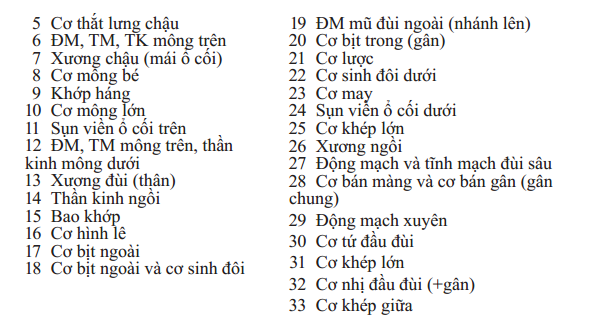 5 Cơ thắt lưng chậu
6 ĐM, TM, TK mông trên
7 Xương chậu (mái ổ cối)
8 Cơ mông bé
9 Khớp háng
10 Cơ mông lớn
11 Sụn viền ổ cối trên
12 ĐM, TM mông trên, thần
kinh mông dưới
13 Xương đùi (thân)
14 Thần kinh ngồi
15 Bao khớp
16 Cơ hình lê
17 Cơ bịt ngoài
18 Cơ bịt ngoài và cơ sinh đôi
19 ĐM mũ đùi ngoài (nhánh lên)
20 Cơ bịt trong (gân)
21 Cơ lược
22 Cơ sinh đôi dưới
23 Cơ may
24 Sụn viền ổ cối dưới
25 Cơ khép lớn
26 Xương ngồi
27 Động mạch và tĩnh mạch đùi sâu
28 Cơ bán màng và cơ bán gân (gân
chung)
29 Động mạch xuyên
30 Cơ tứ đầu đùi
31 Cơ khép lớn
32 Cơ nhị đầu đùi (+gân)
33 Cơ khép giữa